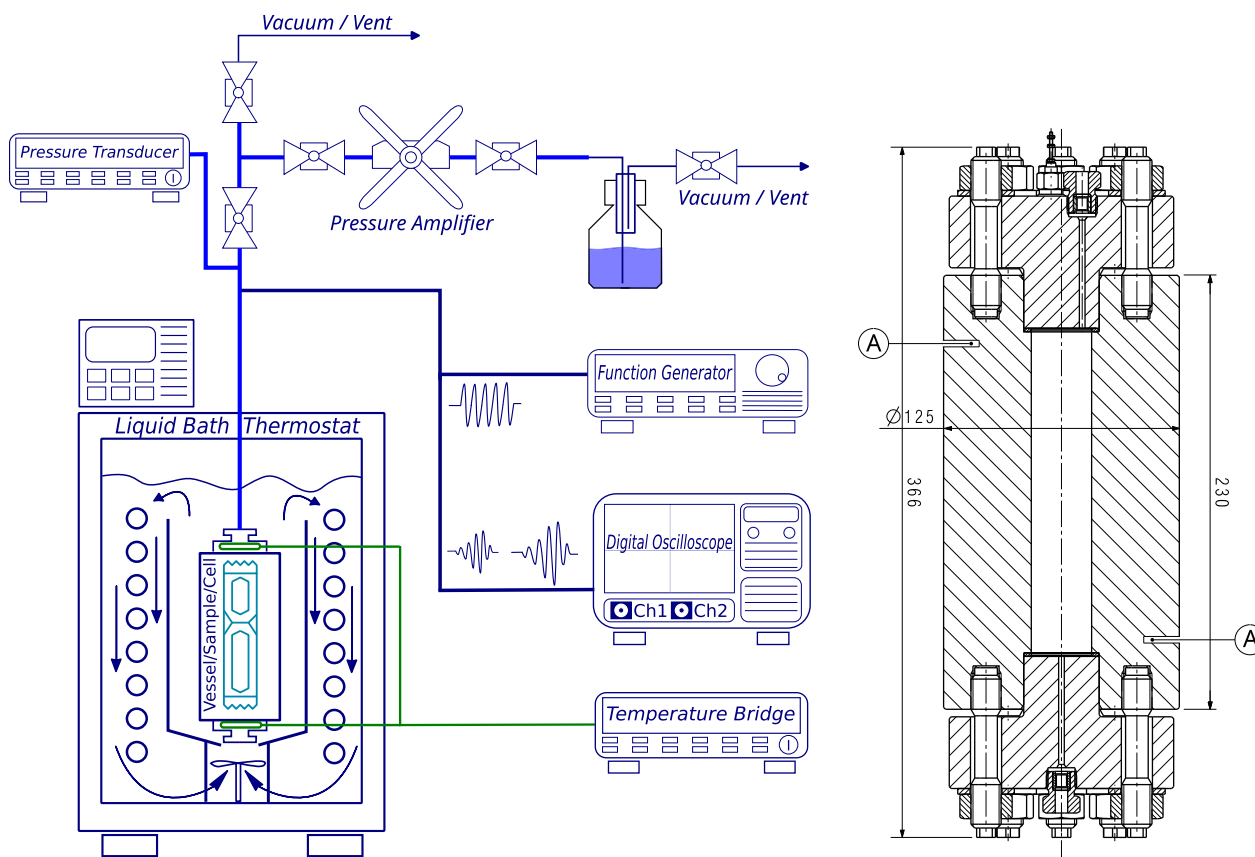 Vacuum / Vent
Pressure Transducer
Pressure Amplifier
Vacuum / Vent
Function Generator
Liquid Bath Thermostat
Digital Oscilloscope
Ch1 Ch2
Vessel/Sample/Cell
Temperature Bridge
A
Ø125
366
230
A